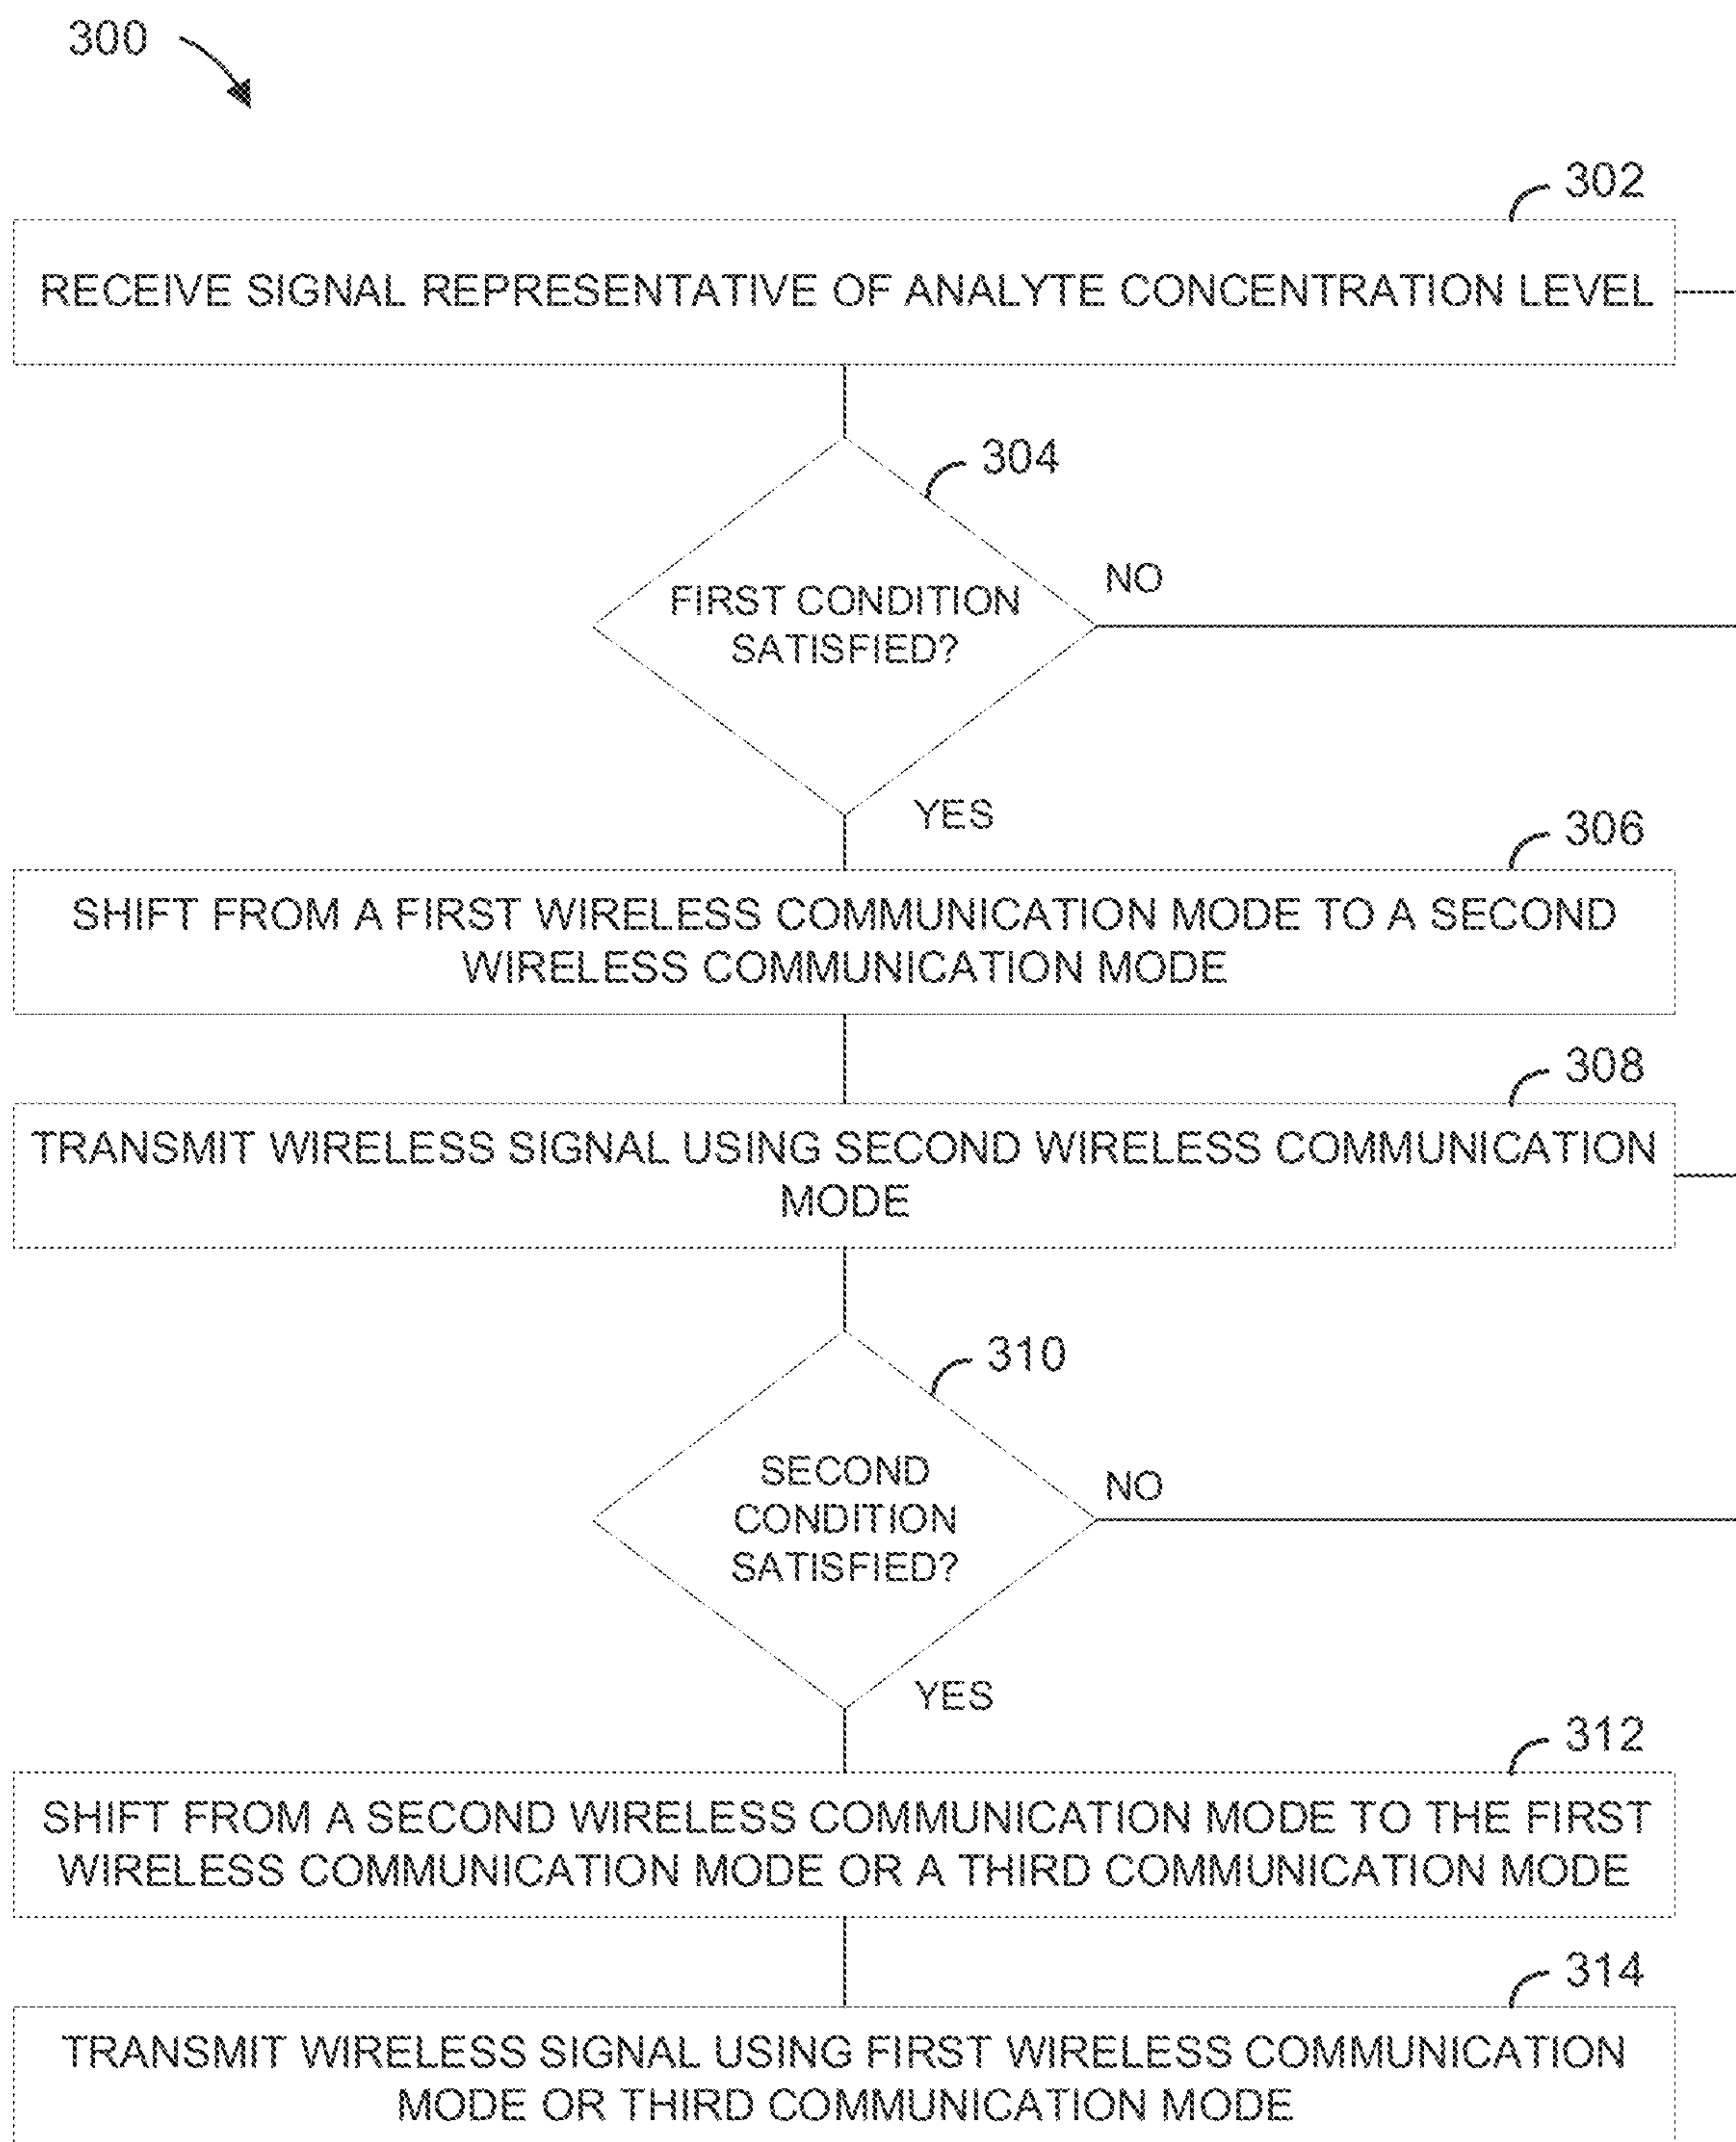 300
302
RECEIVE SIGNAL REPRESENTATIVE OF ANALYTE CONCENTRATION LEVEL
304
FIRST CONDITION
SATISFIED?
NO
YES
306
SHIFT FROM A FIRST WIRELESS COMMUNICATION MODE TO A SECOND
WIRELESS COMMUNICATION MODE
308
TRANSMIT WIRELESS SIGNAL USING SECOND WIRELESS COMMUNICATION
MODE
310
SECOND
CONDITION
SATISFIED?
NO
YES
312
SHIFT FROM A SECOND WIRELESS COMMUNICATION MODE TO THE FIRST
WIRELESS COMMUNICATION MODE OR A THIRD COMMUNICATION MODE
314
TRANSMIT WIRELESS SIGNAL USING FIRST WIRELESS COMMUNICATION
MODE OR THIRD COMMUNICATION MODE